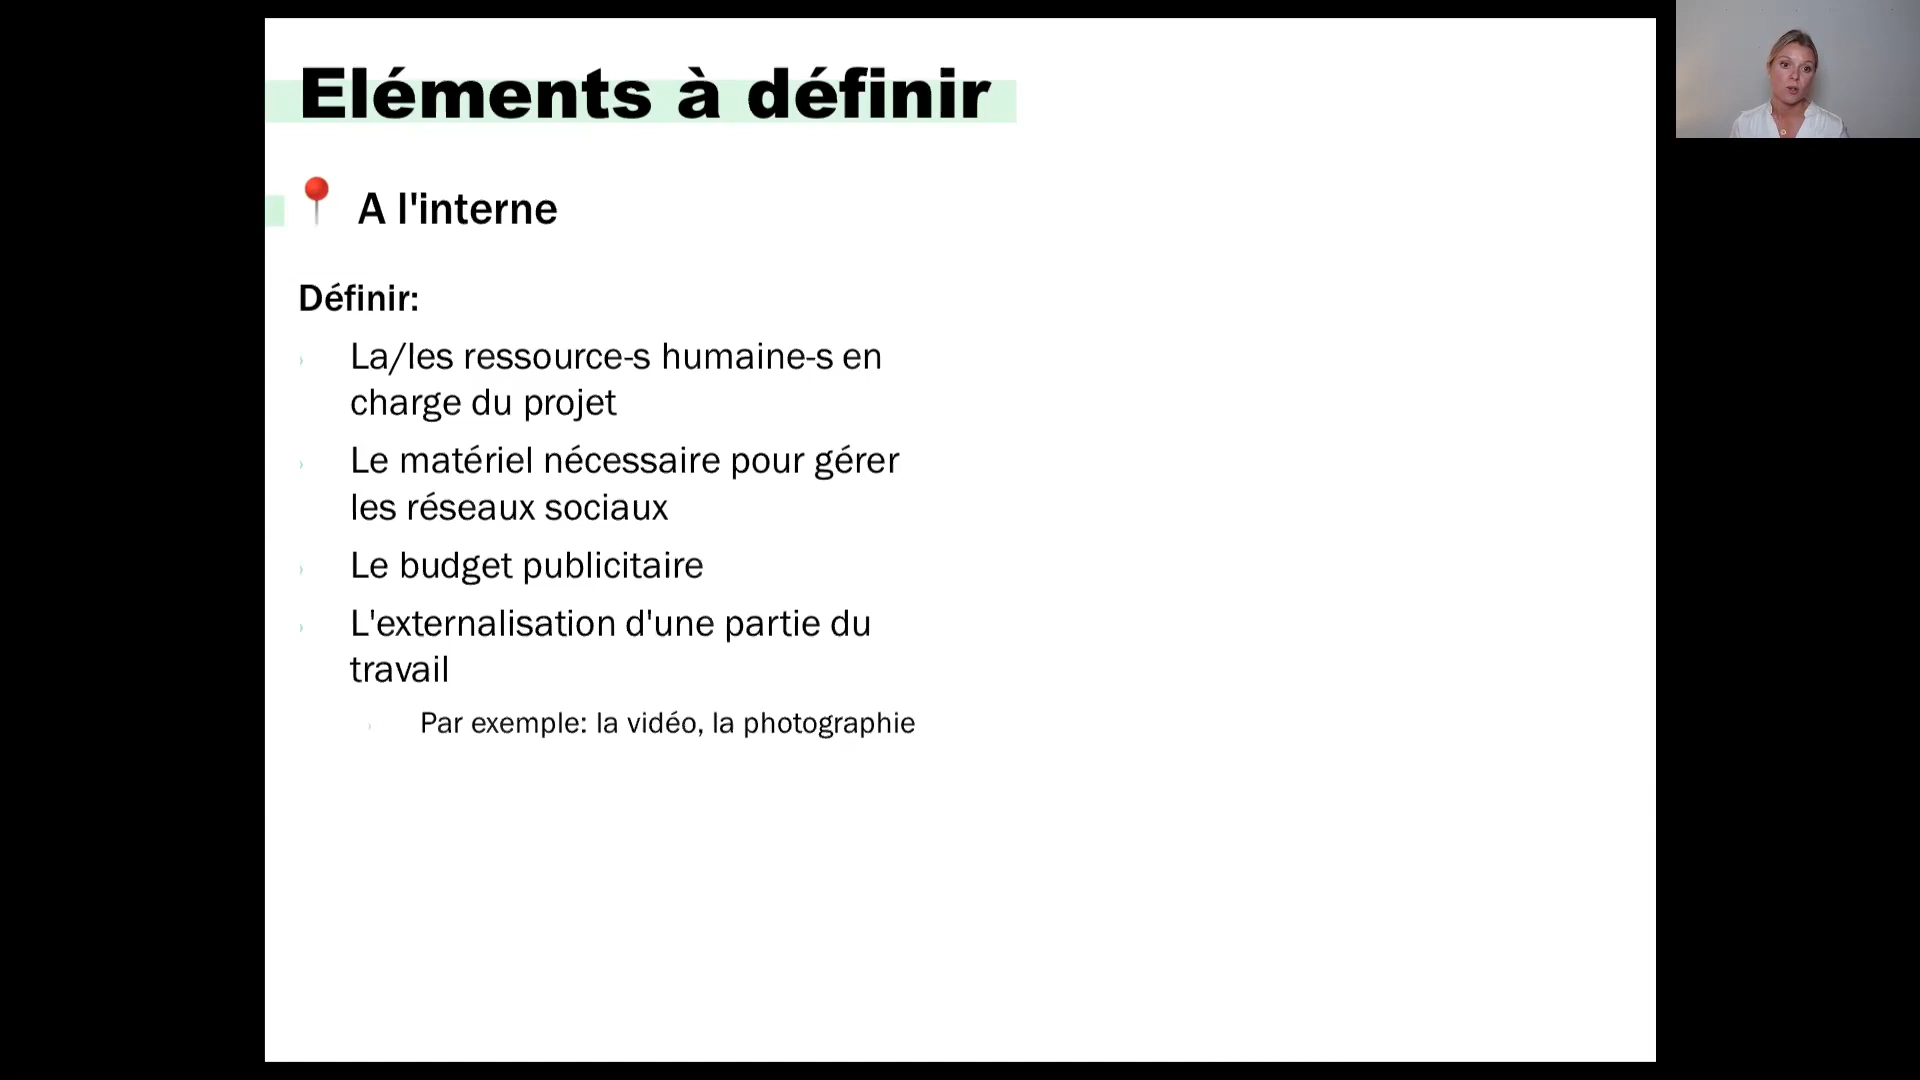 Eléments à définir
A l'interne
Définir:
La/les ressource-s humaine-s en
charge du projet
Le matériel nécessaire pour gérer
les réseaux sociaux
Le budget publicitaire
L'externalisation d'une partie du
travail
Par exemple: la vidéo, la photographie